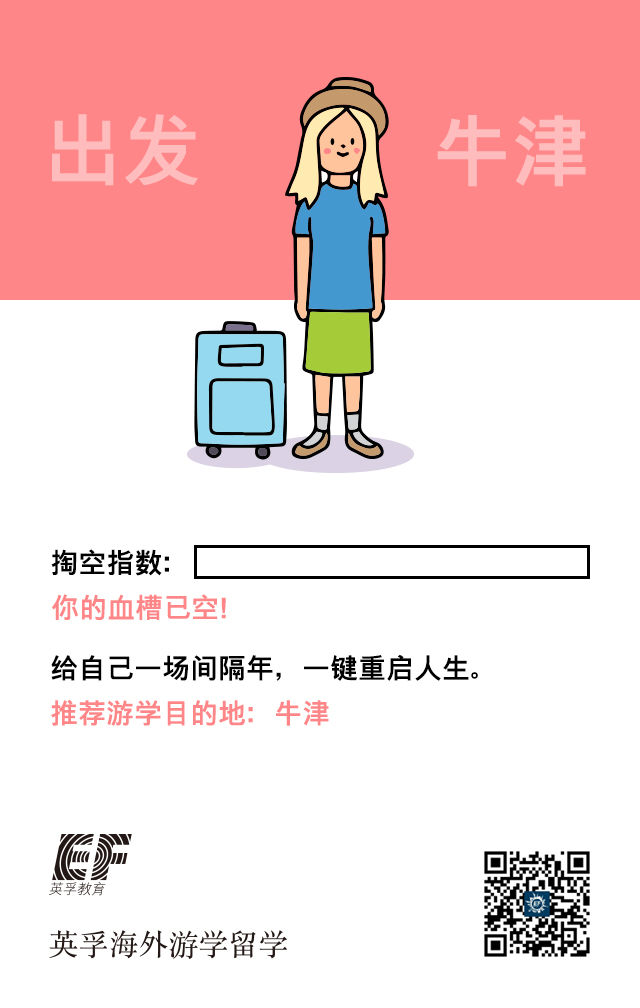 出发 牛津
掏空指数:
你的血槽已空!
给自己一场间隔年，一键重启人生。
推荐游学目的地: 牛津
EF
英孚教育
英孚海外游学留学